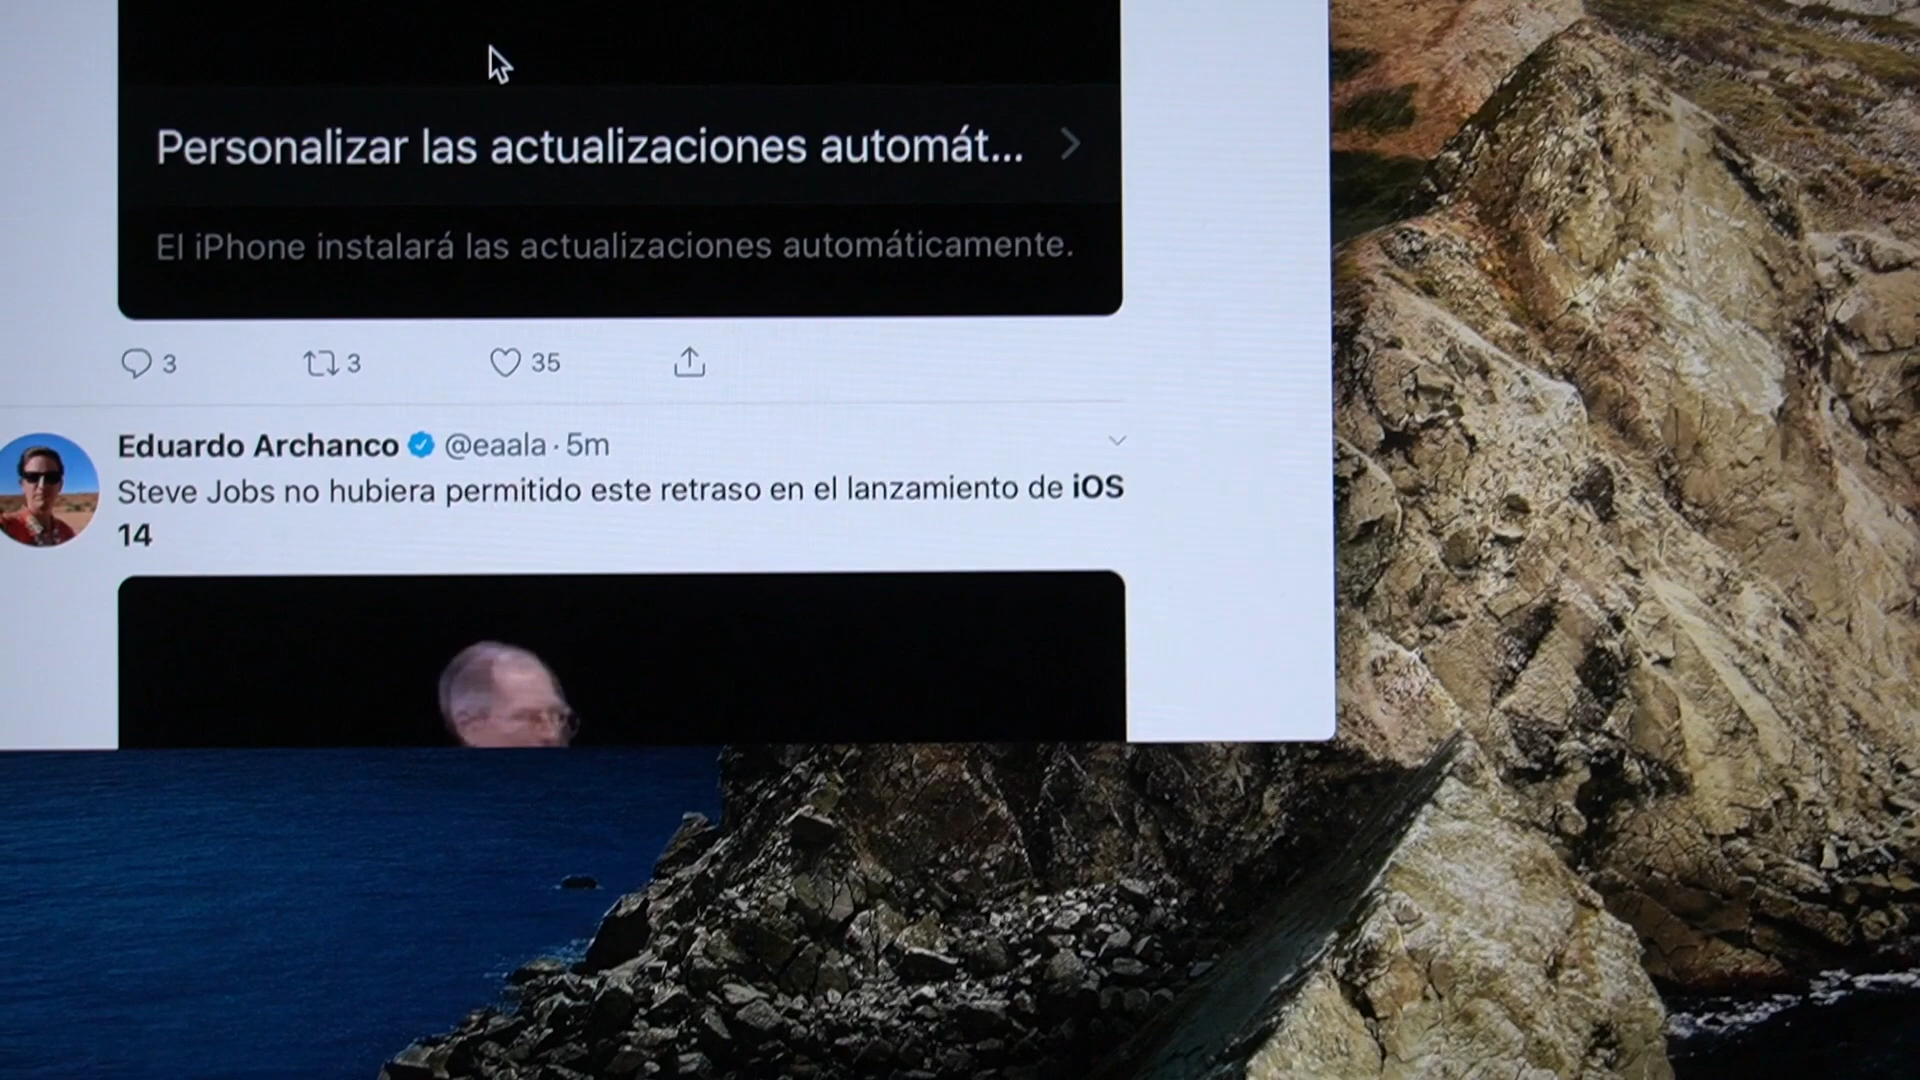 Personalizar las actualizaciones automát...
El iPhone instalará las actualizaciones automáticamente.
3 3 35
Eduardo Archanco @eaala · 5m
Steve Jobs no hubiera permitido este retraso en el lanzamiento de iOS
14